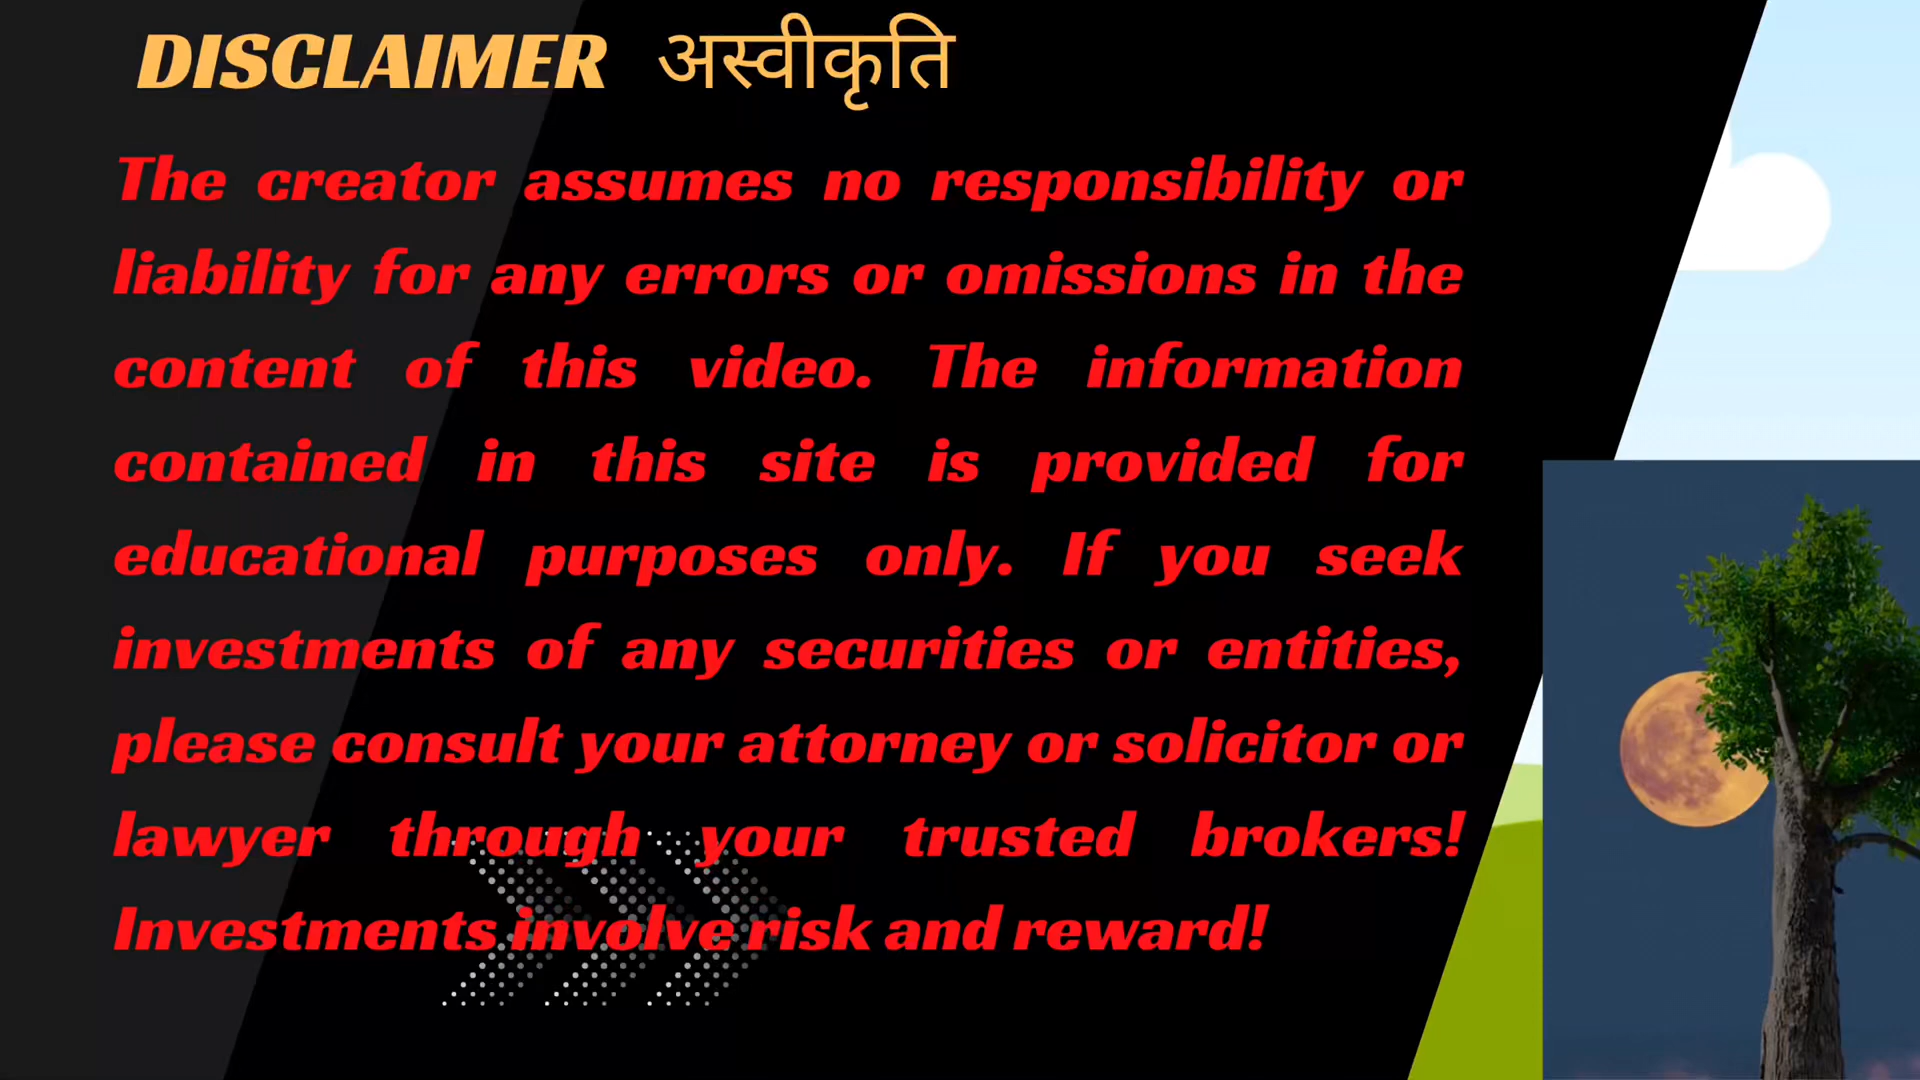 DISCLAIMER अस्वीकृति
The creator assumes no responsibility or
liability for any errors or omissions in the
content of this video. The information
contained in this site is provided for
educational purposes only. If you seek
investments of any securities or entities,
please consult your attorney or solicitor or
lawyer through your trusted brokers!
Investments involve risk and reward!